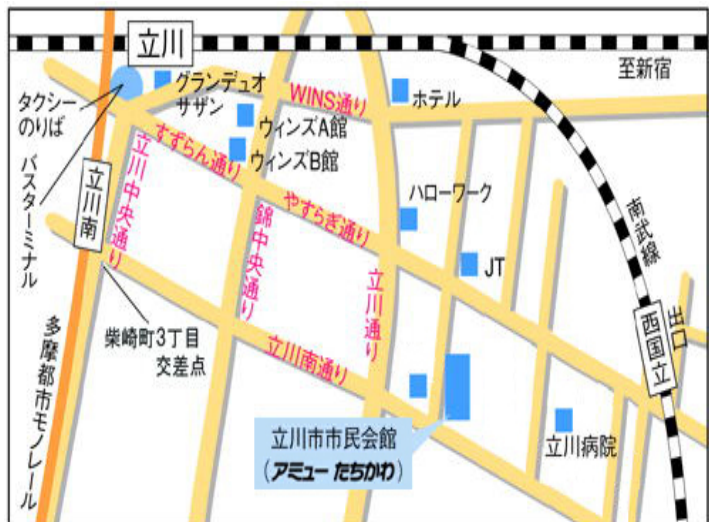 立川
至新宿
グランデュオ
サザン
WINS通り
ホテル
タクシー
のりば
ウィンズA館
すずらん通り
ウィンズB館
バスターミナル
立川南
立川中央通り
やすらぎ通り
ハローワーク
南武線
錦中央通り
JT
立川通り
出口
西国立
柴崎町3丁目
交差点
立川南通り
多摩都市モノレール
立川市市民会館
(アミュー たちかわ)
立川病院